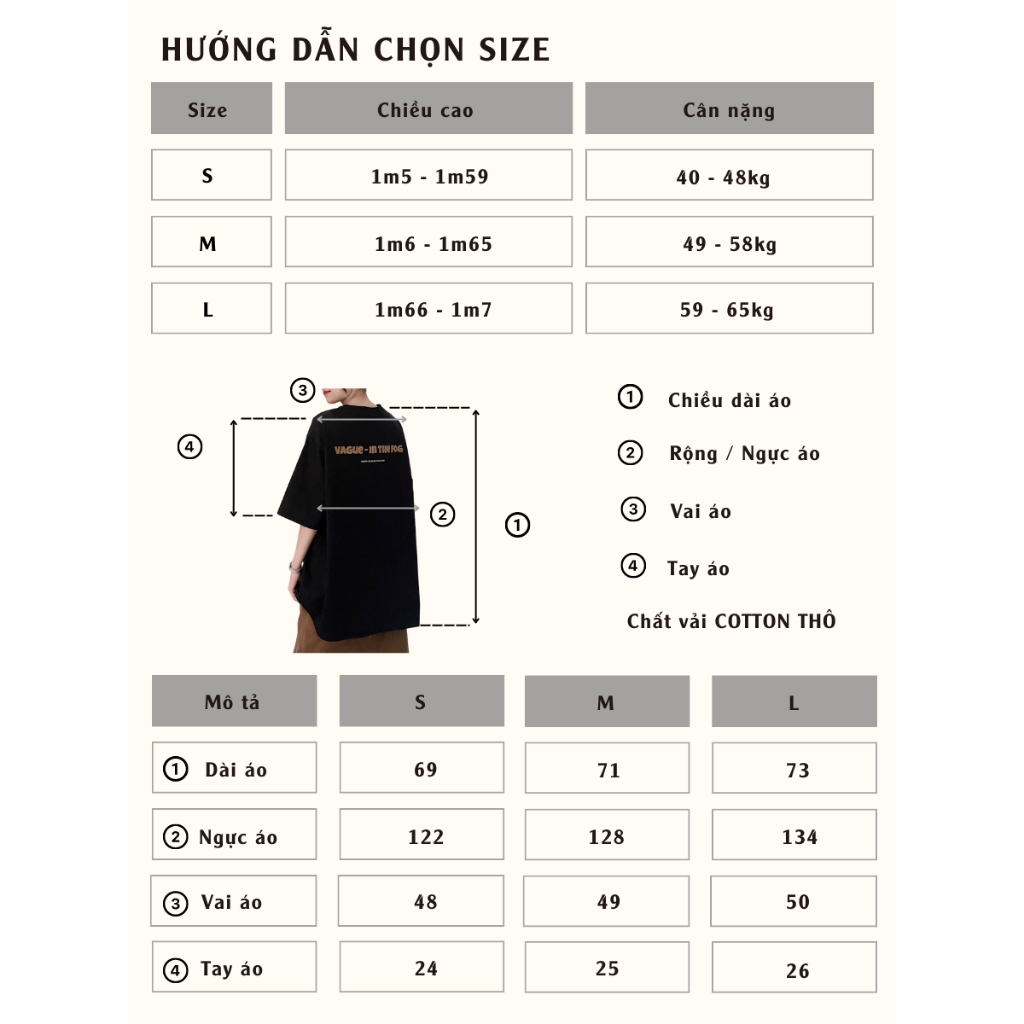 HƯỚNG DẪN CHỌN SIZE
Size Chiều cao Cân nặng
S 1m5 - 1m59 40 - 48kg
M 1m6 - 1m65 49 - 58kg
L 1m66 - 1m7 59 - 65kg
3
4
VAGUE - IN TIH FOG
2
1
1 Chiều dài áo
2 Rộng / Ngực áo
3 Vai áo
4 Tay áo
Chất vải COTTON THÔ
Mô tả S M L
1 Dài áo 69 71 73
2 Ngực áo 122 128 134
3 Vai áo 48 49 50
4 Tay áo 24 25 26